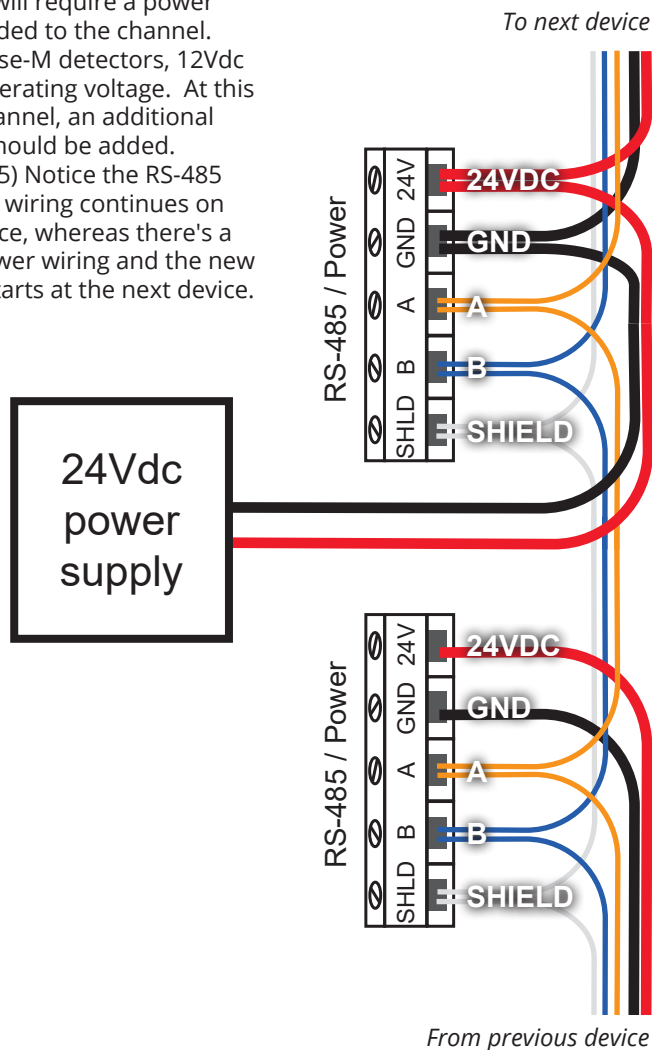 will require a power
ded to the channel.
se-M detectors, 12Vdc
erating voltage.  At this
annel, an additional
hould be added.
5) Notice the RS-485
wiring continues on
ce, whereas there's a
wer wiring and the new
tarts at the next device.
To next device
RS-485 / Power
24V
GND
A
B
SHLD
24VDC
GND
A
B
SHIELD
24Vdc
power
supply
RS-485 / Power
24V
GND
A
B
SHLD
24VDC
GND
A
B
SHIELD
From previous device